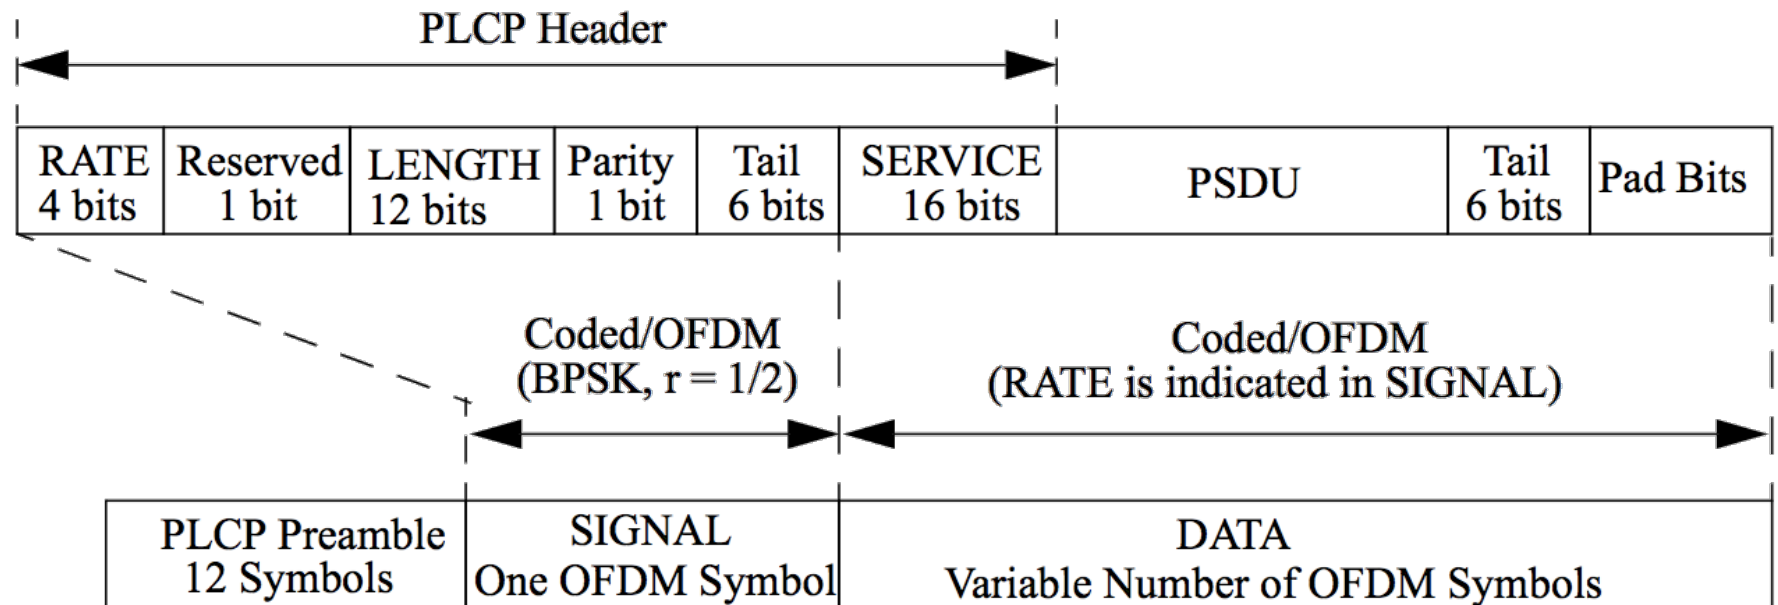 PLCP Header
RATE Reserved LENGTH Parity Tail SERVICE PSDU Tail Pad Bits
4 bits 1 bit 12 bits 1 bit 6 bits 16 bits 6 bits
Coded/OFDM
(BPSK, r = 1/2)
Coded/OFDM
(RATE is indicated in SIGNAL)
PLCP Preamble
12 Symbols
SIGNAL
One OFDM Symbol
DATA
Variable Number of OFDM Symbols